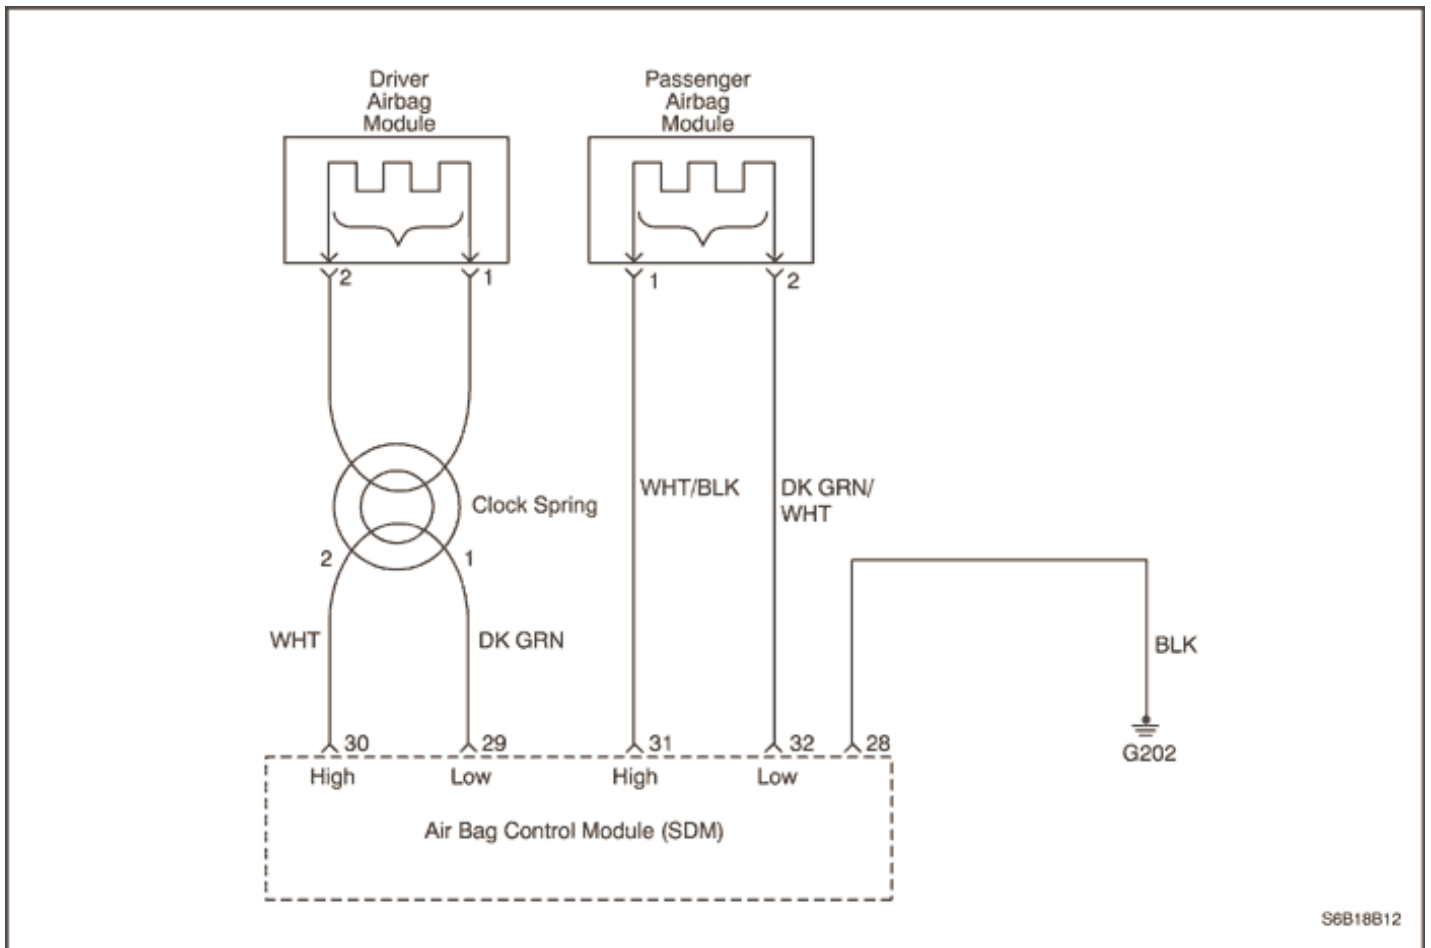 Driver
Airbag
Module
Passenger
Airbag
Module
2
1
1
2
WHT/BLK
DK GRN/
WHT
Clock Spring
2
1
WHT
DK GRN
BLK
30
29
31
32
28
G202
High
Low
High
Low
Air Bag Control Module (SDM)
S6B18B12